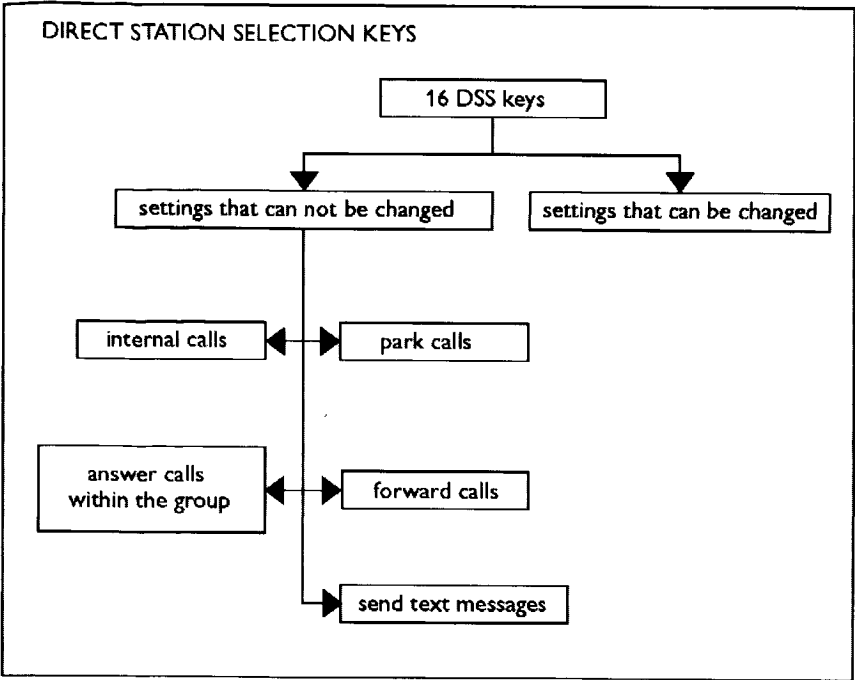 DIRECT STATION SELECTION KEYS
16 DSS keys
settings that can not be changed
settings that can be changed
internal calls
park calls
answer calls
within the group
forward calls
send text messages